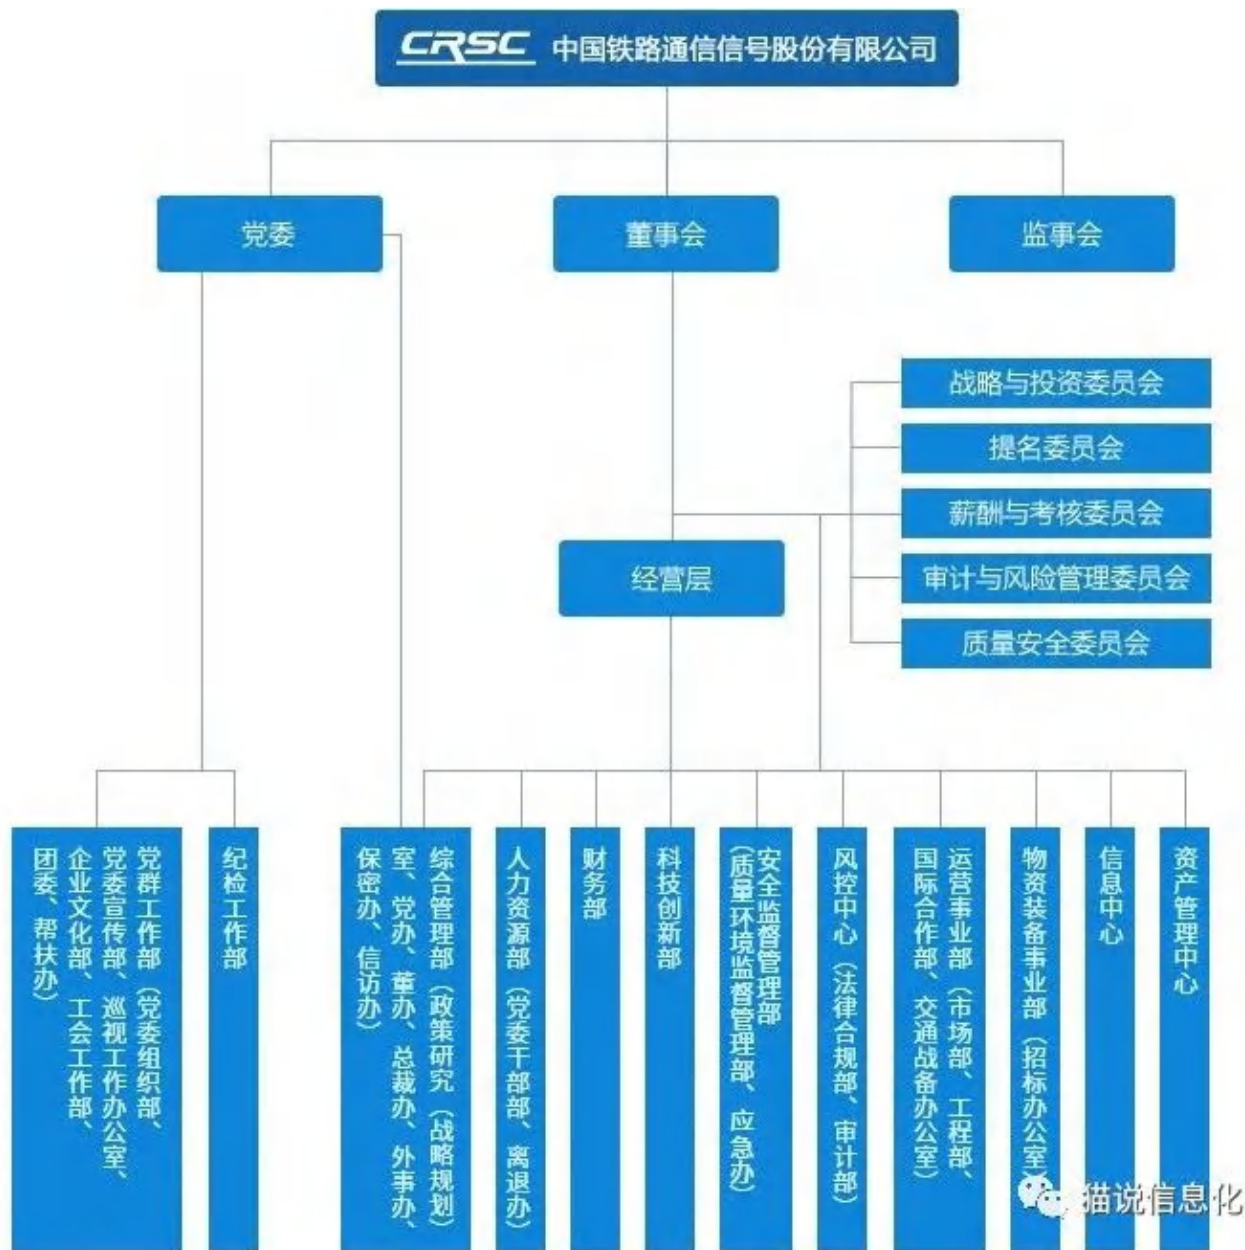 CRSC 中国铁路通信信号股份有限公司
党委
董事会
监事会
战略与投资委员会
提名委员会
薪酬与考核委员会
审计与风险管理委员会
质量安全委员会
经营层
党群工作部（党委组织部、
党委宣传部、巡视工作办公室、
企业文化部、工会工作部、
团委、帮扶办）
纪检工作部
综合管理部（政策研究（战略规划）
室、党办、董办、总裁办、外事办、
保密办、信访办）
人力资源部（党委干部部、离退办）
财务部
科技创新部
安全监督管理部
（质量环境监督管理部、应急办）
风控中心（法律合规部、审计部）
运营事业部（市场部、工程部、
国际合作部、交通战备办公室）
物资装备事业部（招标办公室）
信息中心
资产管理中心
猫说信息化